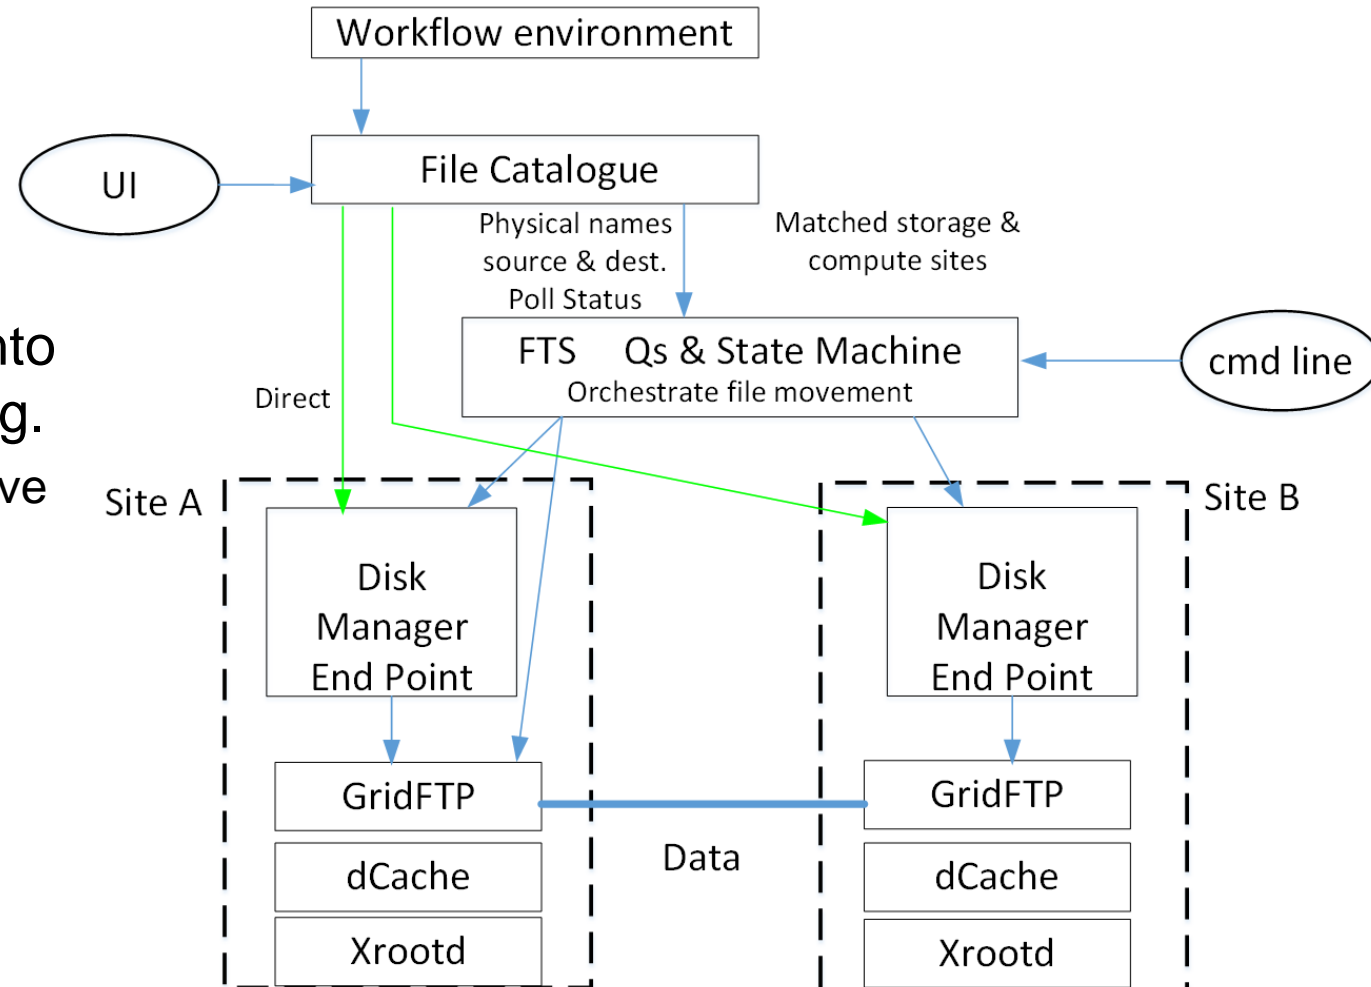 Workflow environment
UI
File Catalogue
Physical names
source & dest.
Poll Status
Matched storage &
compute sites
nto
g.
ve
FTS Qs & State Machine
Orchestrate file movement
cmd line
Direct
Site A
Site B
Disk
Manager
End Point
Disk
Manager
End Point
GridFTP
GridFTP
Data
dCache
dCache
Xrootd
Xrootd